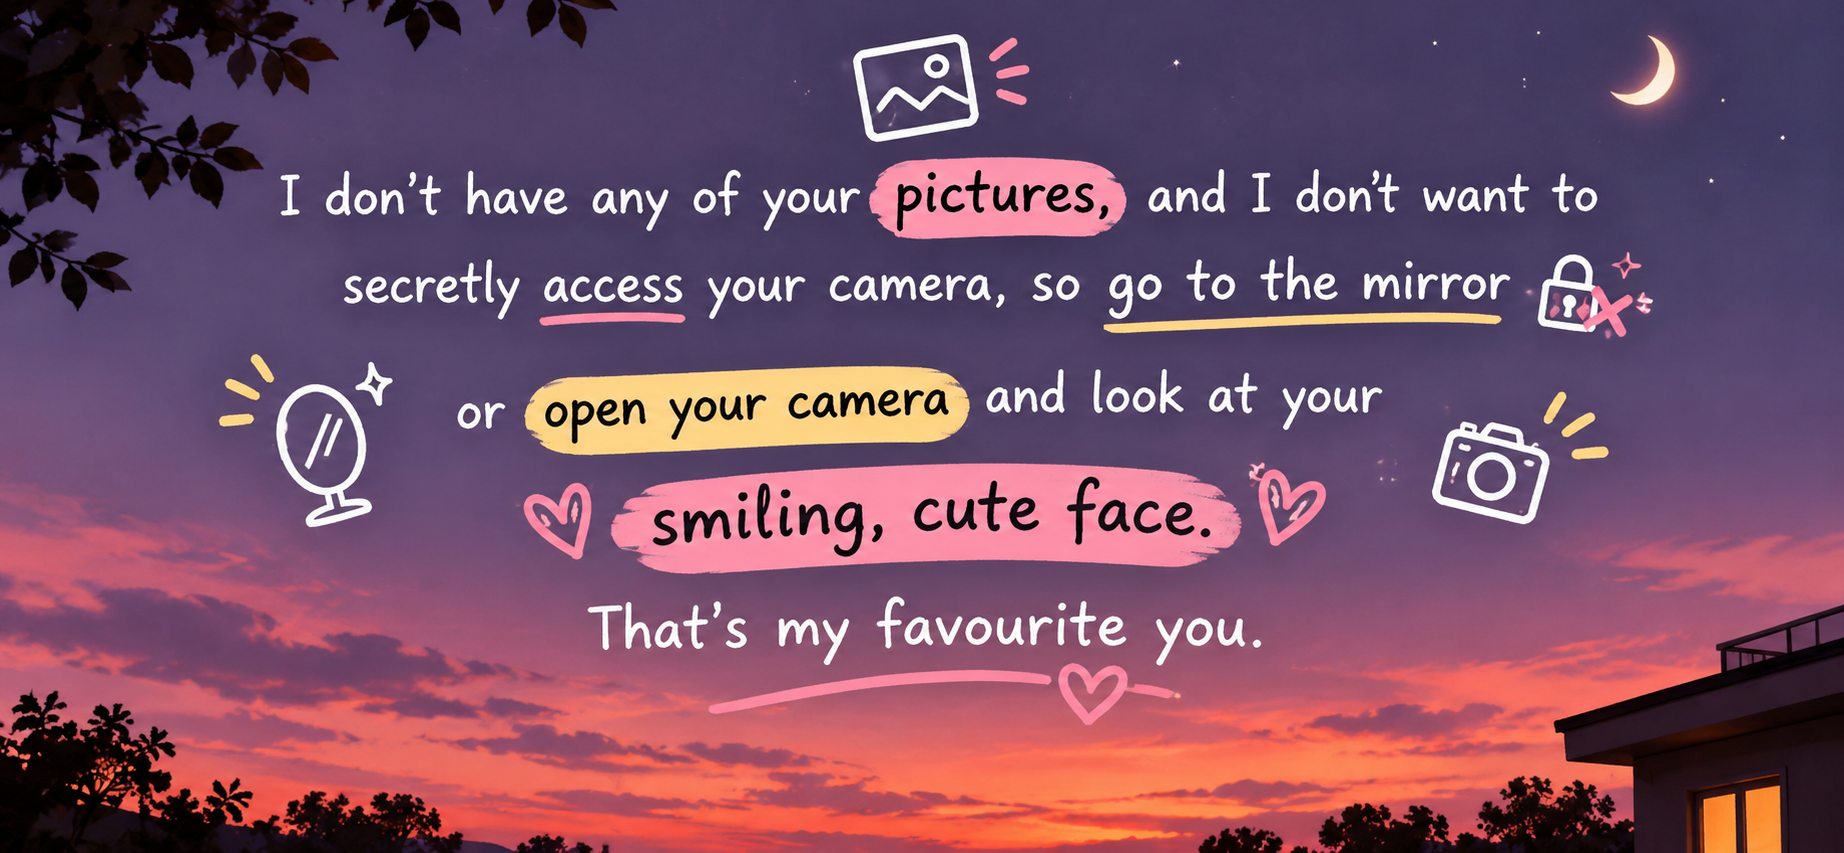 I don't have any of your pictures, and I don't want to
secretly access your camera, so go to the mirror
or open your camera and look at your
smiling, cute face.
That's my favourite you.